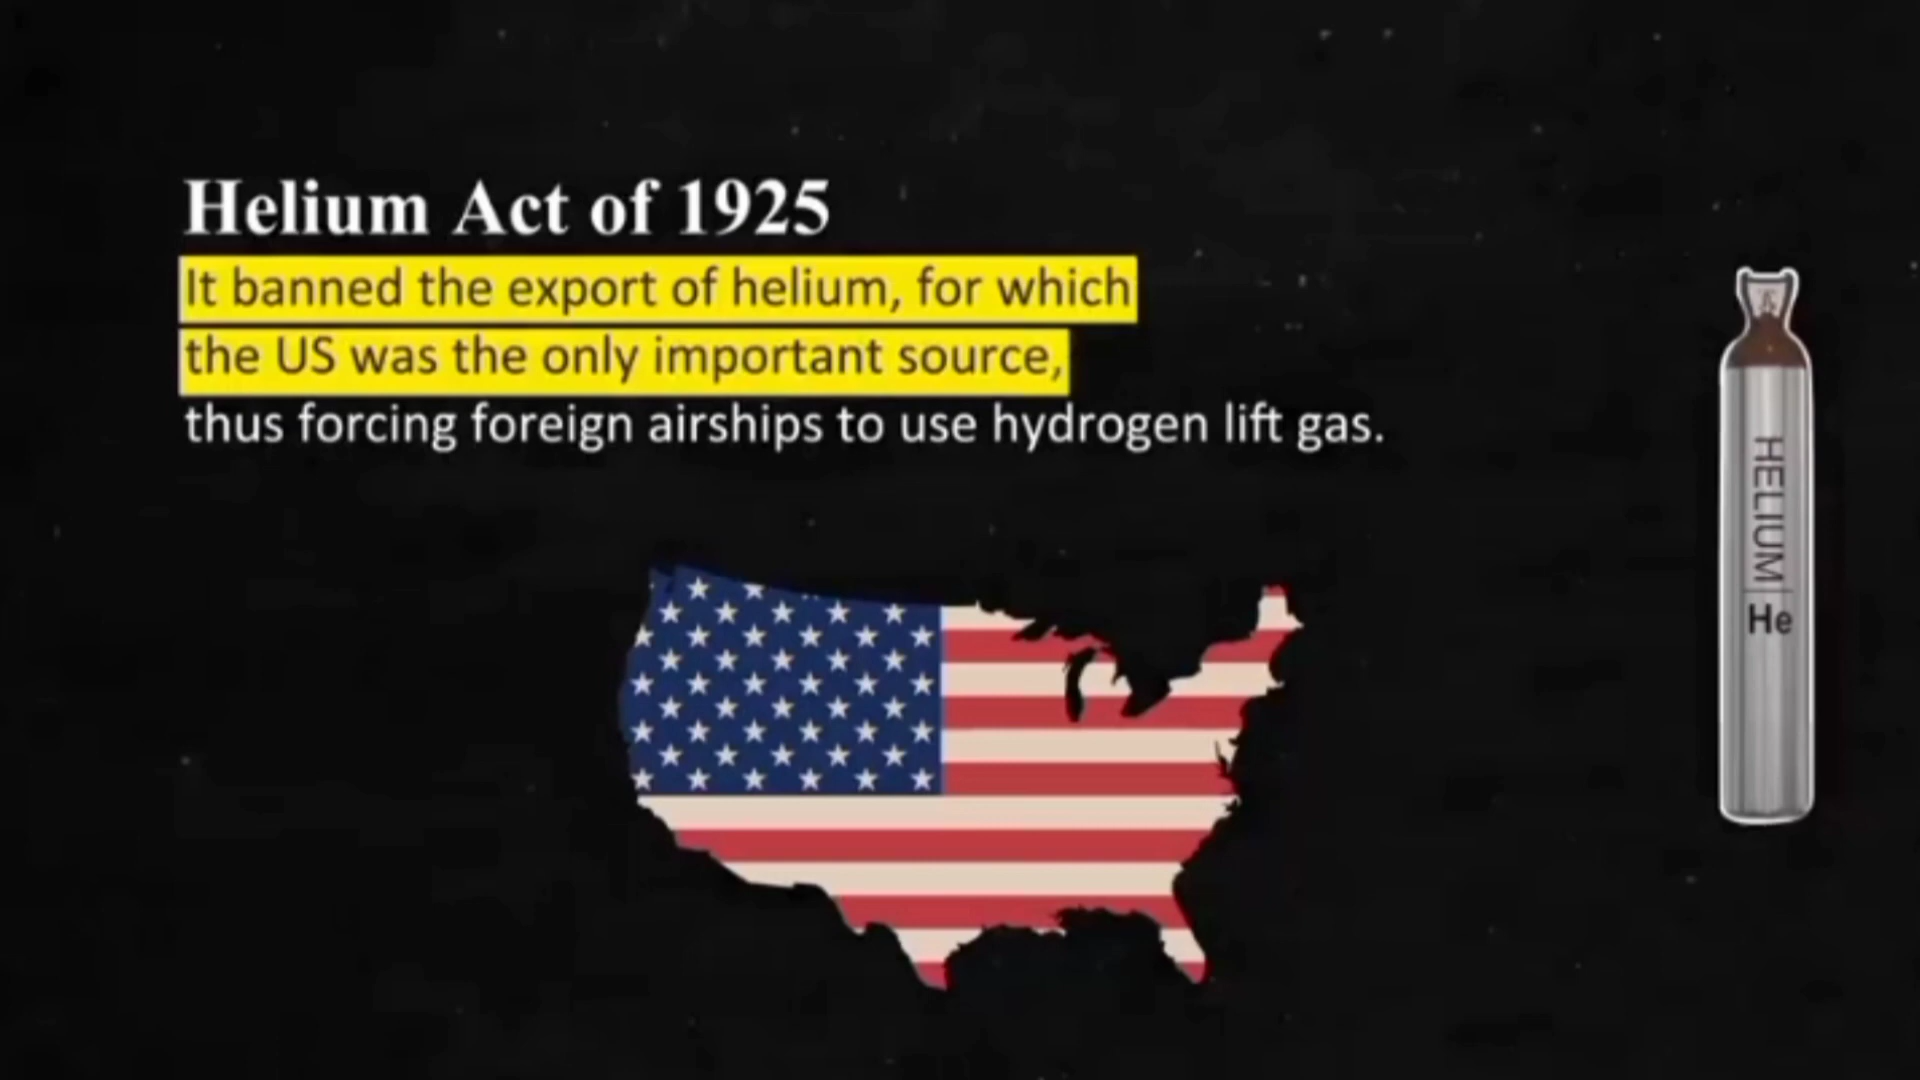 Helium Act of 1925
It banned the export of helium, for which
the US was the only important source,
thus forcing foreign airships to use hydrogen lift gas.
HELIUM
He